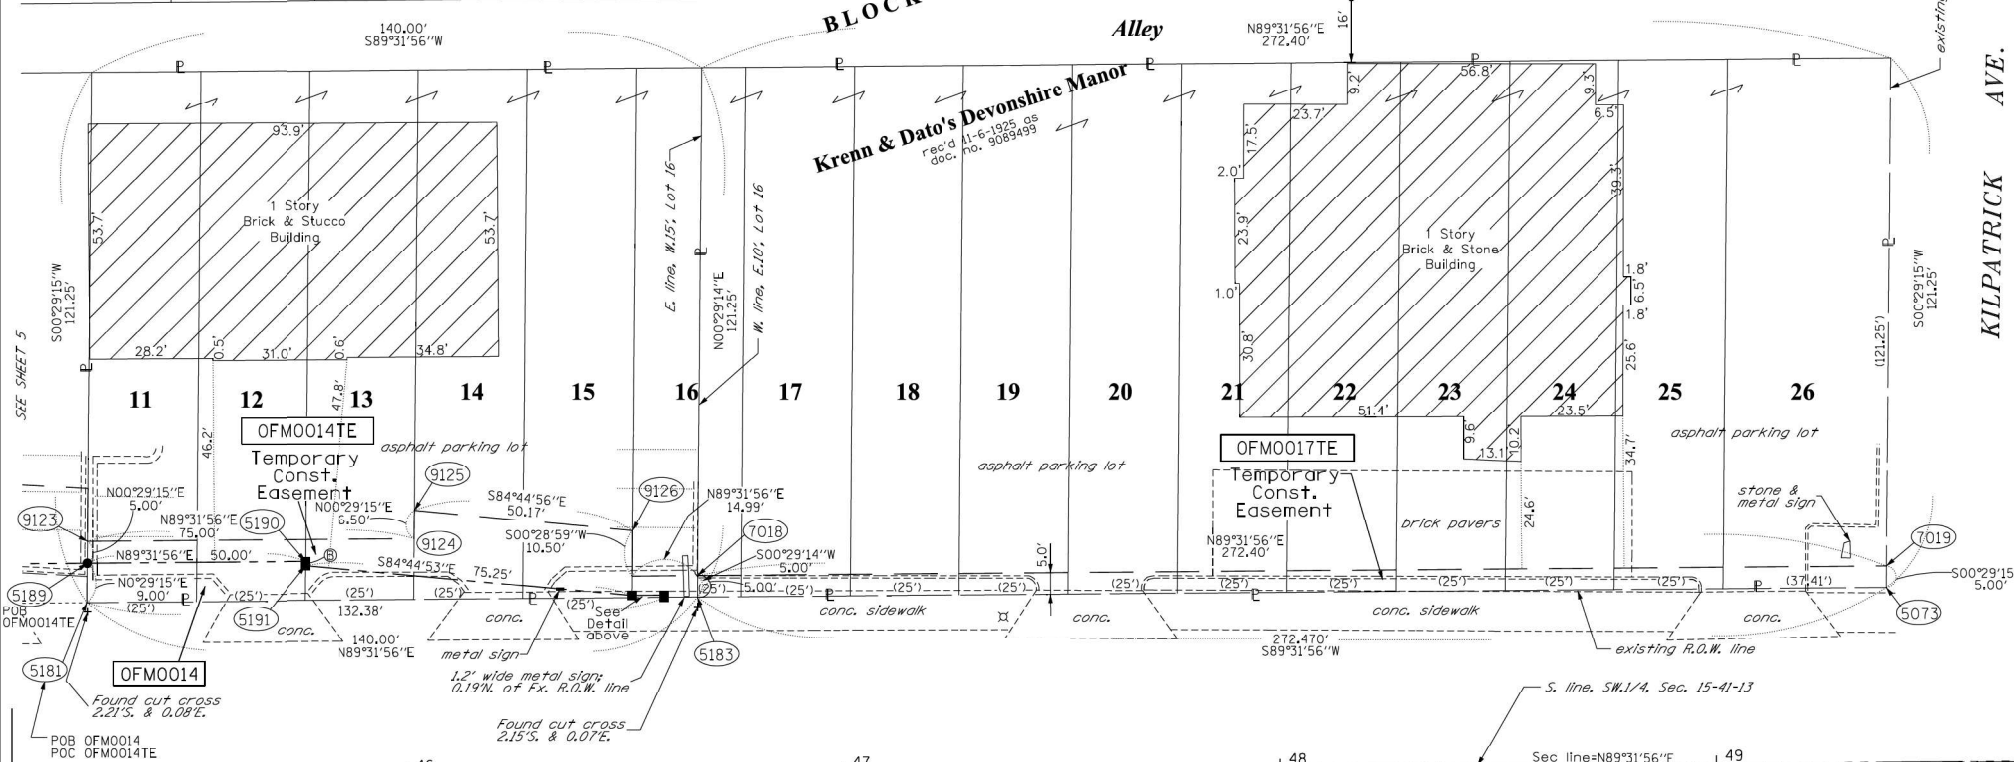 BLOCK
140.00'
S89°31'56"W
Alley
16'
N89°31'56"E
272.40'
existing
KILPATRICK AVE.
Krenn & Dato's Devonshire Manor
rec'd 11-6-1925 as
doc. no. 9089499
93.9'
53.7'
53.7'
1 Story
Brick & Stucco
Building
28.2'
0.5'
31.0'
0.6'
34.8'
S00°29'15"W
121.25'
SEE SHEET 5
E. line, W.15', Lot 16
N00°29'14"E
121.25'
W. line, E.10', Lot 16
9.2'
56.8'
9.3'
23.7'
6.5'
17.5'
2.0'
23.9'
1.0'
30.8'
39.3'
1 Story
Brick & Stone
Building
1.8'
6.5'
1.8'
25.6'
51.4'
23.5'
9.6'
13.1'
10.2'
34.7'
24.6'
(121.25')
S00°29'15"W
121.25'
11
12
13
14
15
16
17
18
19
20
21
22
23
24
25
26
46.2'
47.8'
0FM0014TE
Temporary
Const.
Easement
asphalt parking lot
9125
9126
S84°44'56"E
50.17'
N89°31'56"E
14.99'
N00°29'15"E
5.00'
N00°29'15"E
9123
N89°31'56"E
75.00'
5190
9124
S00°28'59"W
10.50'
7018
S00°29'14"W
5.00'
N89°31'56"E 50.00'
S84°44'53"E
75.25'
N0°29'15"E
9.00'
5189
POB
0FM0014TE
(25')
(25')
(25')
(25')
(25')
(25')
5.00'
(25')
(25')
(25')
(25')
(25')
(25')
(25')
(25')
(25')
(37.41')
5191
132.38'
conc.
140.00'
N89°31'56"E
conc.
See
Detail
above
5181
0FM0014
metal sign
1.2' wide metal sign;
0.19'N. of Ex. R.O.W. line
5183
Found cut cross
2.21'S. & 0.08'E.
Found cut cross
2.15'S. & 0.07'E.
POB 0FM0014
POC 0FM0014TE
asphalt parking lot
5.0'
0FM0017TE
Temporary
Const.
Easement
N89°31'56"E
272.40'
brick pavers
asphalt parking lot
stone &
metal sign
7019
S00°29'15
5.00'
5073
conc. sidewalk
conc.
conc. sidewalk
conc.
272.470'
S89°31'56"W
existing R.O.W. line
S. line. SW.1/4. Sec. 15-41-13
47
48
Sec line=N89°31'56"E
49